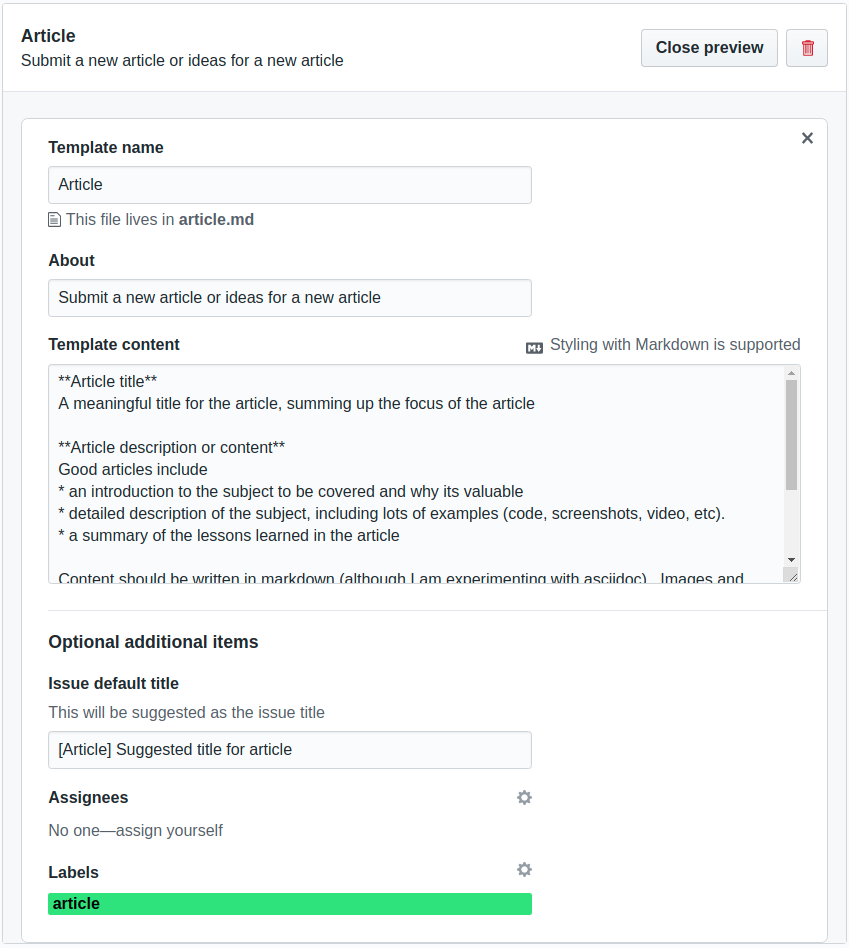 Article
Submit a new article or ideas for a new article
Close preview
Template name
Article
This file lives in article.md
About
Submit a new article or ideas for a new article
Template content
Styling with Markdown is supported
**Article title**
A meaningful title for the article, summing up the focus of the article
**Article description or content**
Good articles include
* an introduction to the subject to be covered and why its valuable
* detailed description of the subject, including lots of examples (code, screenshots, video, etc).
* a summary of the lessons learned in the article
Content should be written in markdown (although I am experimenting with asciidoc).  Images and
Optional additional items
Issue default title
This will be suggested as the issue title
[Article] Suggested title for article
Assignees
No one—assign yourself
Labels
article